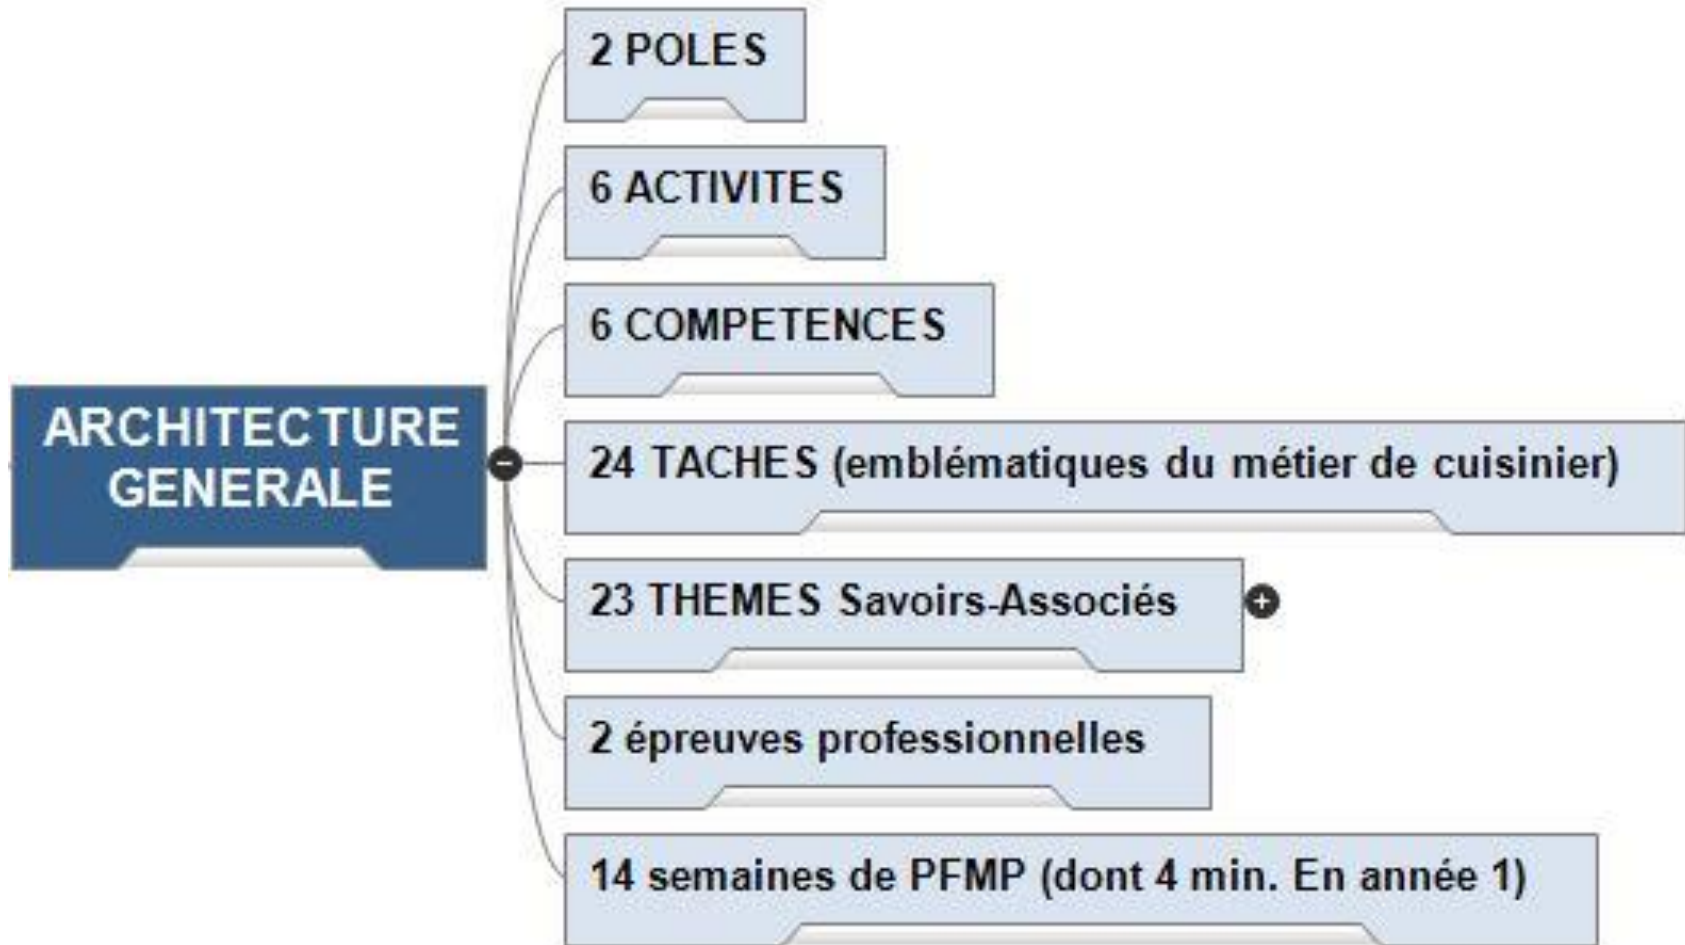 2 POLES
6 ACTIVITES
6 COMPETENCES
ARCHITECTURE
GENERALE
24 TACHES (emblématiques du métier de cuisinier)
23 THEMES Savoirs-Associés
2 épreuves professionnelles
14 semaines de PFMP (dont 4 min. En année 1)